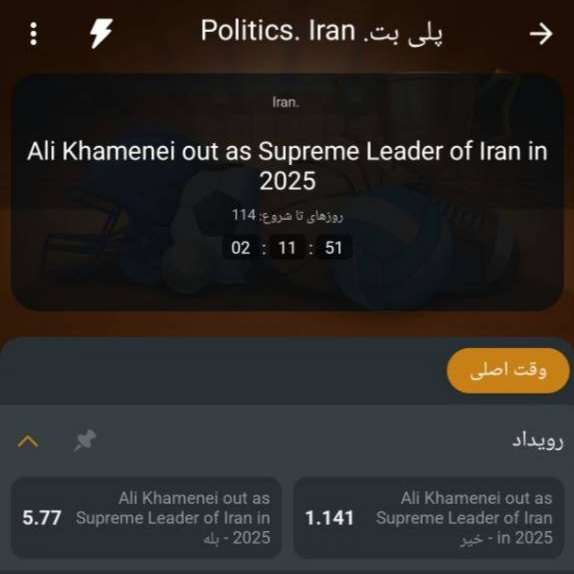 پلی بت. Politics. Iran
Iran.
Ali Khamenei out as Supreme Leader of Iran in
2025
روزهای تا شروع: 114
02 : 11 : 51
وقت اصلی
رویداد
5.77
Ali Khamenei out as
Supreme Leader of Iran in
2025 - بله
1.141
Ali Khamenei out as
Supreme Leader of Iran
in 2025 - خیر